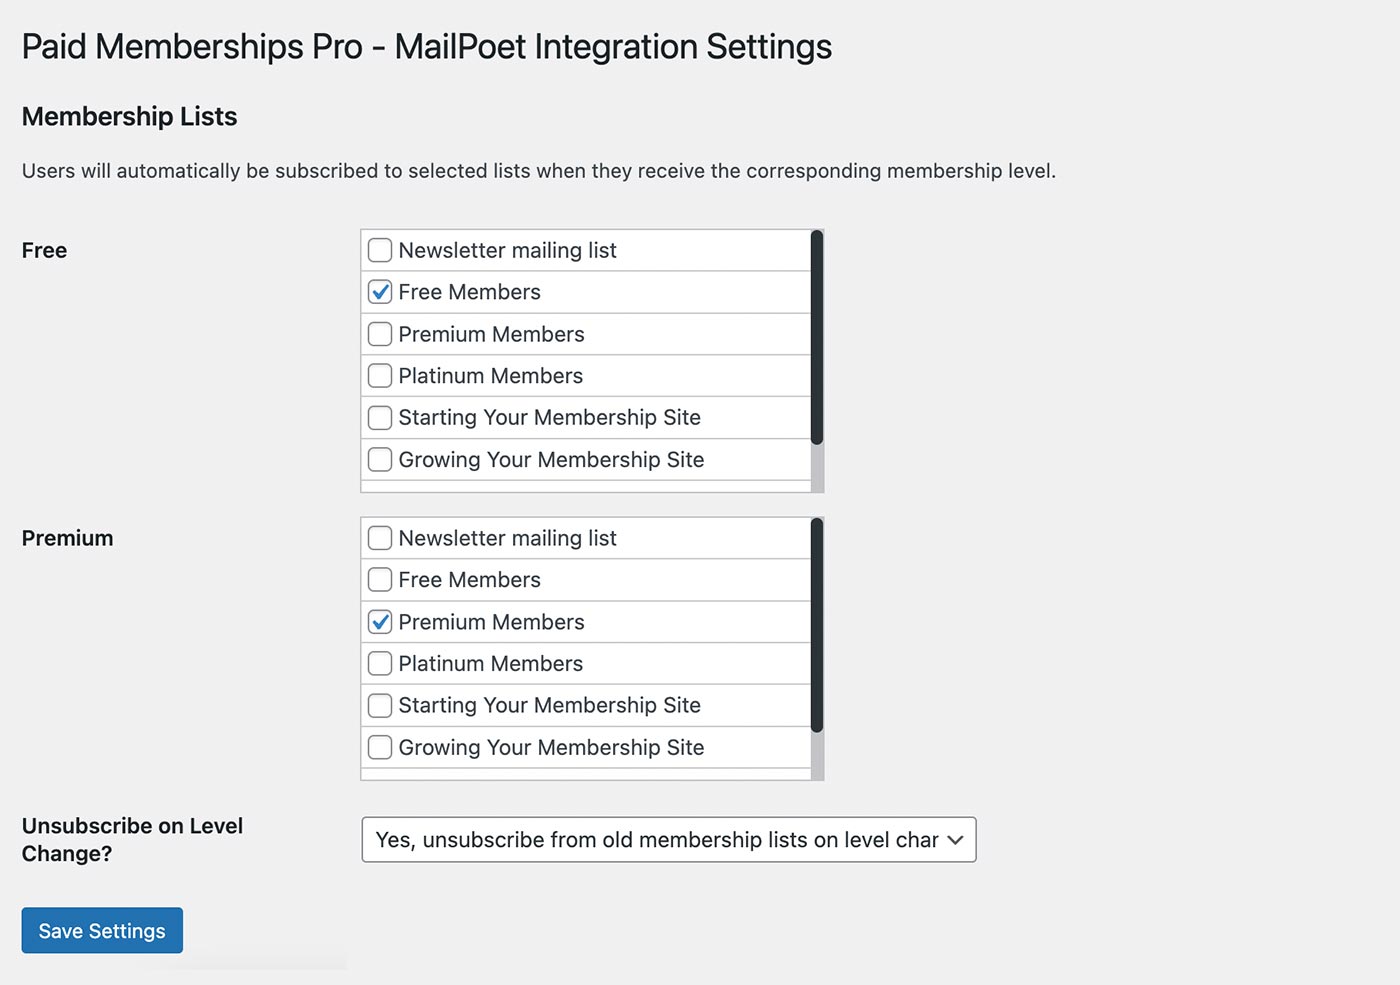 Paid Memberships Pro - MailPoet Integration Settings
Membership Lists
Users will automatically be subscribed to selected lists when they receive the corresponding membership level.
Free
Newsletter mailing list
Free Members
Premium Members
Platinum Members
Starting Your Membership Site
Growing Your Membership Site
Premium
Newsletter mailing list
Free Members
Premium Members
Platinum Members
Starting Your Membership Site
Growing Your Membership Site
Unsubscribe on Level
Change?
Yes, unsubscribe from old membership lists on level char
Save Settings